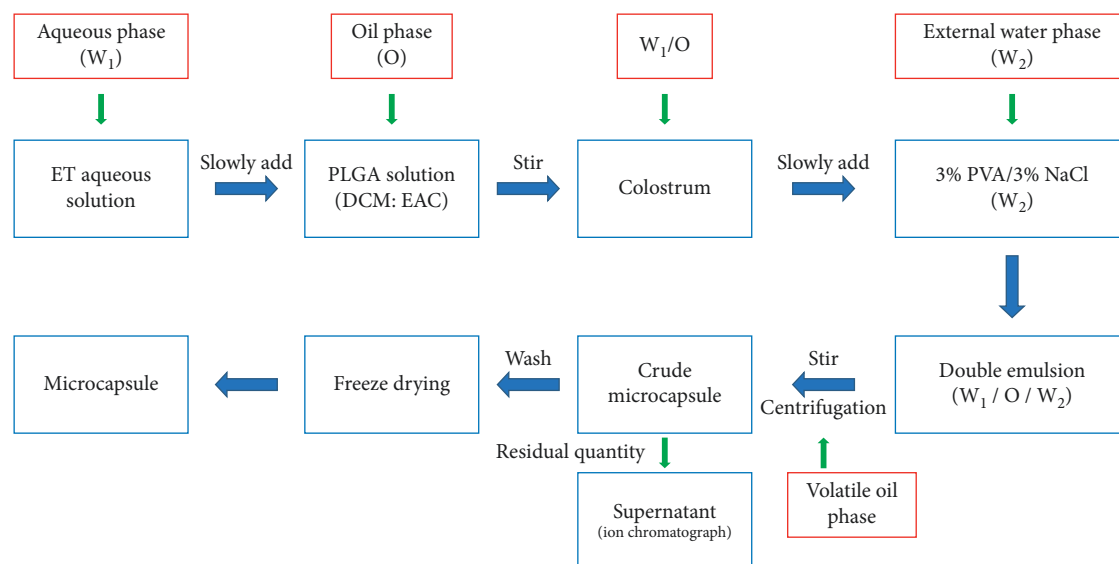 Aqueous phase
(W₁)
Oil phase
(O)
W₁/O
External water phase
(W₂)
ET aqueous
solution
Slowly add
PLGA solution
(DCM: EAC)
Stir
Colostrum
Slowly add
3% PVA/3% NaCl
(W₂)
Microcapsule
Freeze drying
Wash
Crude
microcapsule
Stir
Centrifugation
Double emulsion
(W₁ / O / W₂)
Residual quantity
Supernatant
(ion chromatograph)
Volatile oil
phase